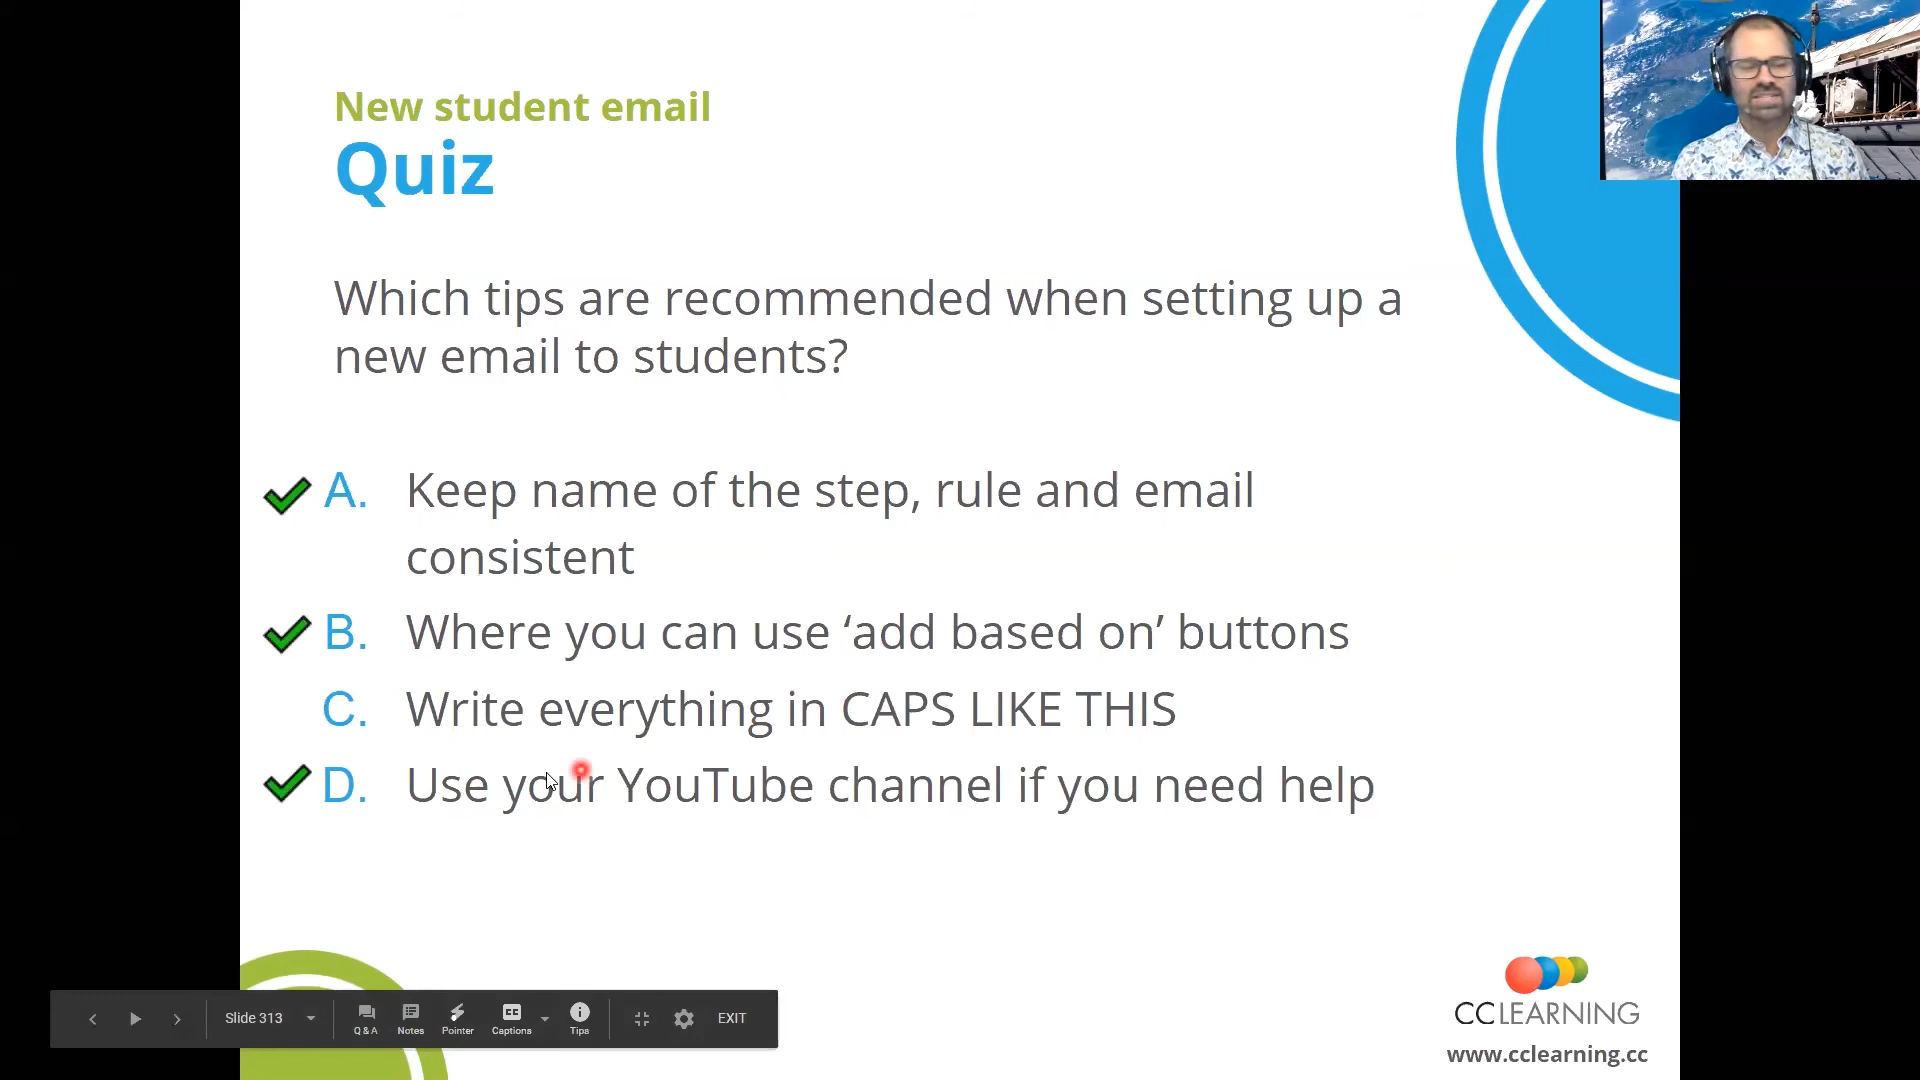 New student email
Quiz
Which tips are recommended when setting up a
new email to students?
A. Keep name of the step, rule and email
consistent
B. Where you can use ‘add based on’ buttons
C. Write everything in CAPS LIKE THIS
D. Use your YouTube channel if you need help
Slide 313
Q & A
Notes
Pointer
CC
Captions
Tips
EXIT
CCLEARNING
www.cclearning.cc